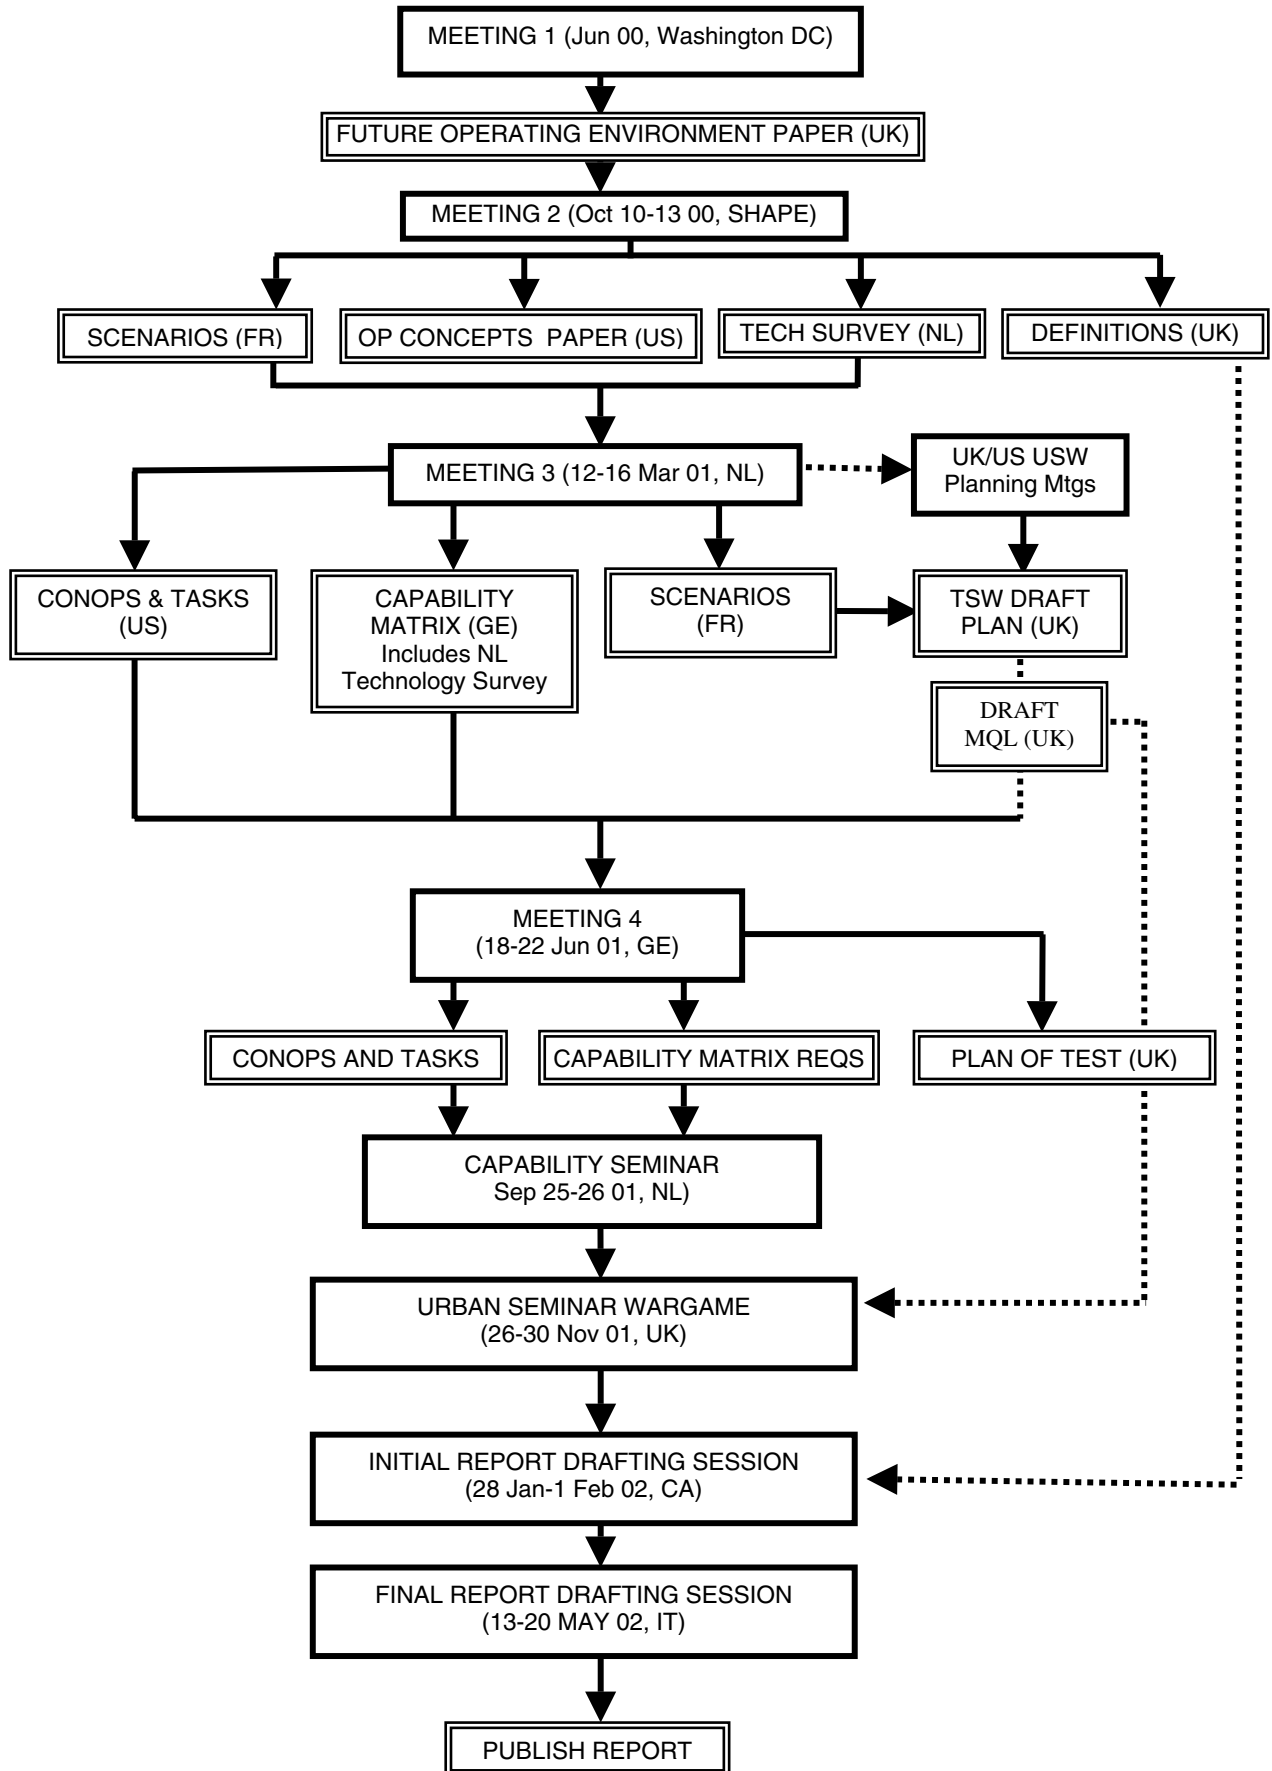 MEETING 1 (Jun 00, Washington DC)
FUTURE OPERATING ENVIRONMENT PAPER (UK)
MEETING 2 (Oct 10-13 00, SHAPE)
SCENARIOS (FR)
OP CONCEPTS PAPER (US)
TECH SURVEY (NL)
DEFINITIONS (UK)
MEETING 3 (12-16 Mar 01, NL)
UK/US USW
Planning Mtgs
CONOPS & TASKS
(US)
CAPABILITY
MATRIX (GE)
Includes NL
Technology Survey
SCENARIOS
(FR)
TSW DRAFT
PLAN (UK)
DRAFT
MQL (UK)
MEETING 4
(18-22 Jun 01, GE)
CONOPS AND TASKS
CAPABILITY MATRIX REQS
PLAN OF TEST (UK)
CAPABILITY SEMINAR
Sep 25-26 01, NL)
URBAN SEMINAR WARGAME
(26-30 Nov 01, UK)
INITIAL REPORT DRAFTING SESSION
(28 Jan-1 Feb 02, CA)
FINAL REPORT DRAFTING SESSION
(13-20 MAY 02, IT)
PUBLISH REPORT